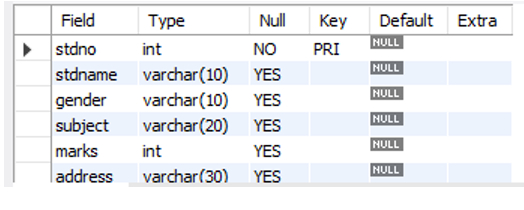 Field Type Null Key Default Extra
stdno int NO PRI NULL
stdname varchar(10) YES NULL
gender varchar(10) YES NULL
subject varchar(20) YES NULL
marks int YES NULL
address varchar(30) YES NULL